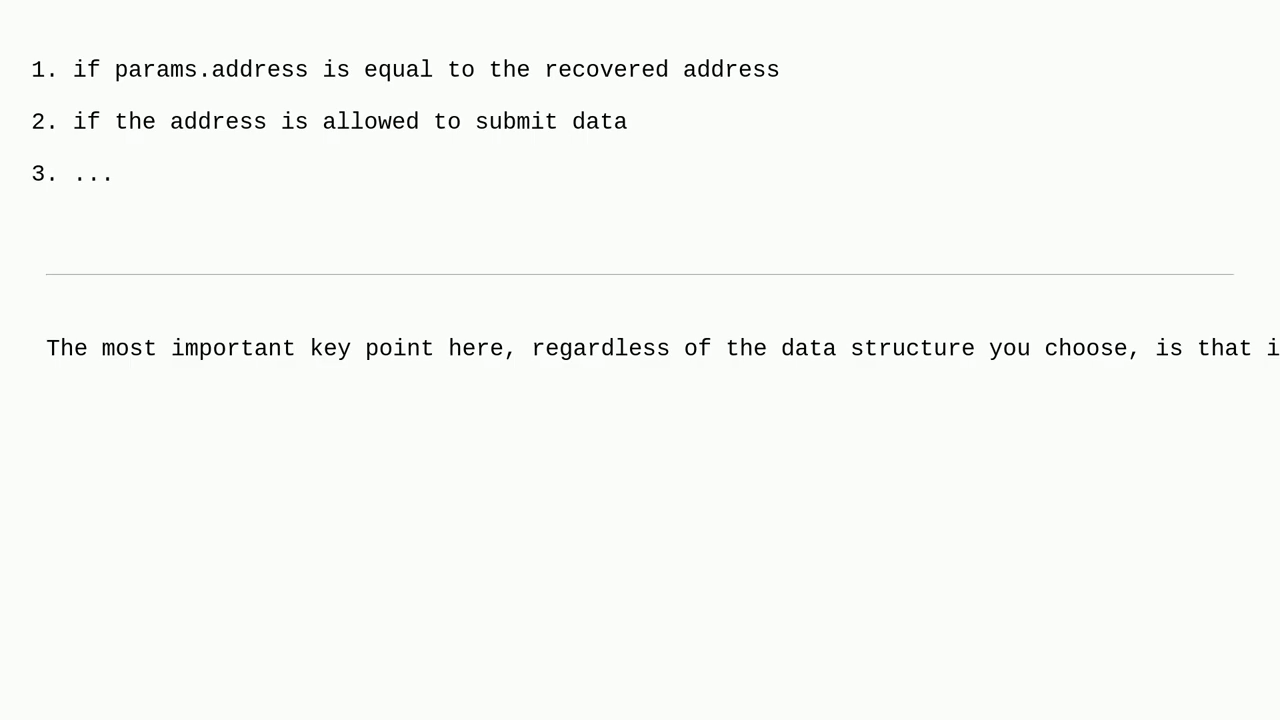 1. if params.address is equal to the recovered address
2. if the address is allowed to submit data
3. ...
The most important key point here, regardless of the data structure you choose, is that